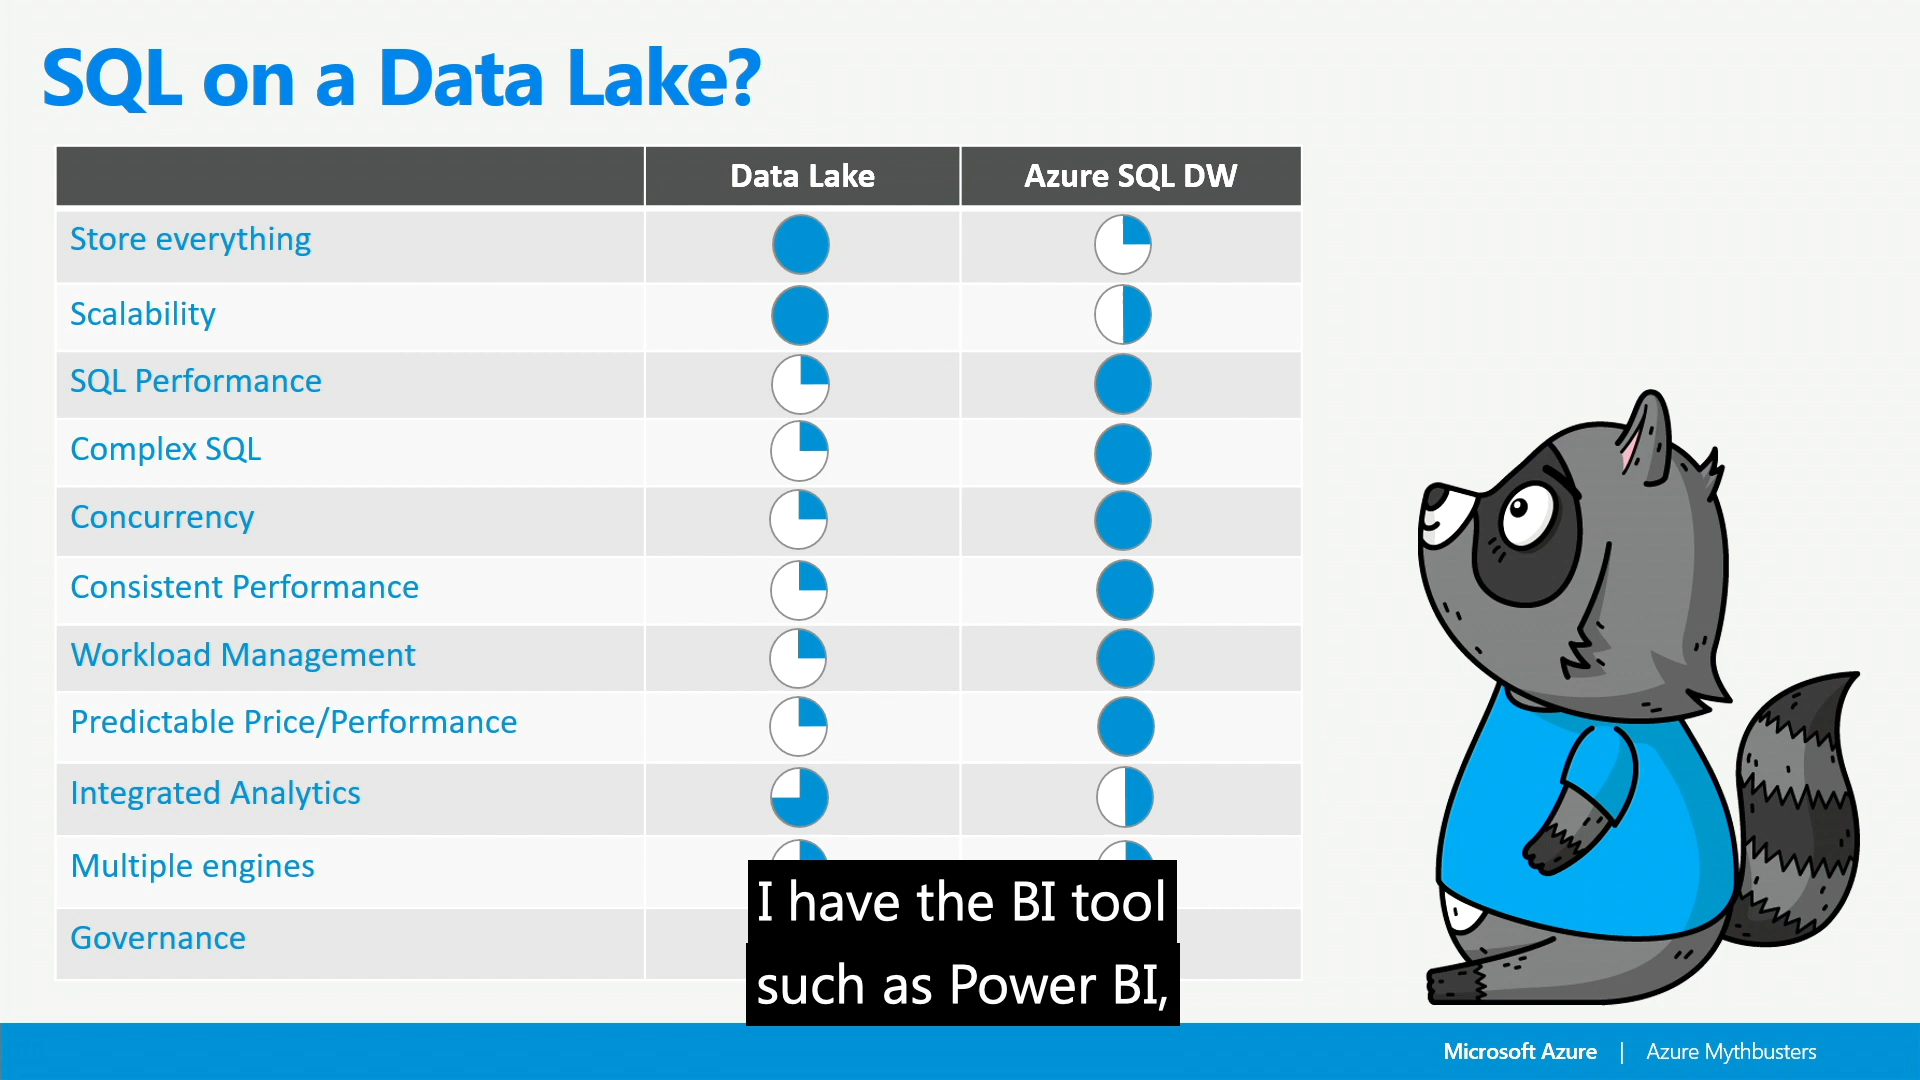 SQL on a Data Lake?
Data Lake Azure SQL DW
Store everything
Scalability
SQL Performance
Complex SQL
Concurrency
Consistent Performance
Workload Management
Predictable Price/Performance
Integrated Analytics
Multiple engines
Governance
I have the BI tool
such as Power BI,
Microsoft Azure | Azure Mythbusters